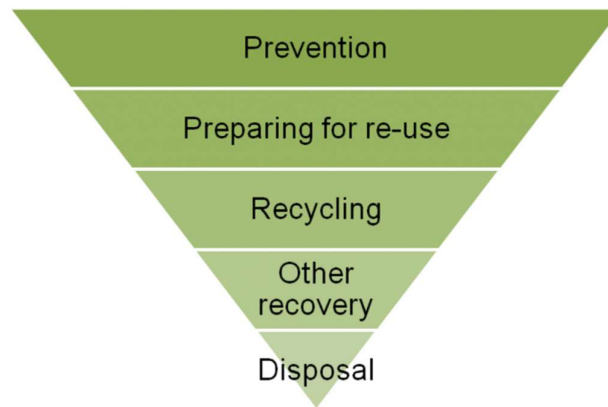 Prevention
Preparing for re-use
Recycling
Other
recovery
Disposal